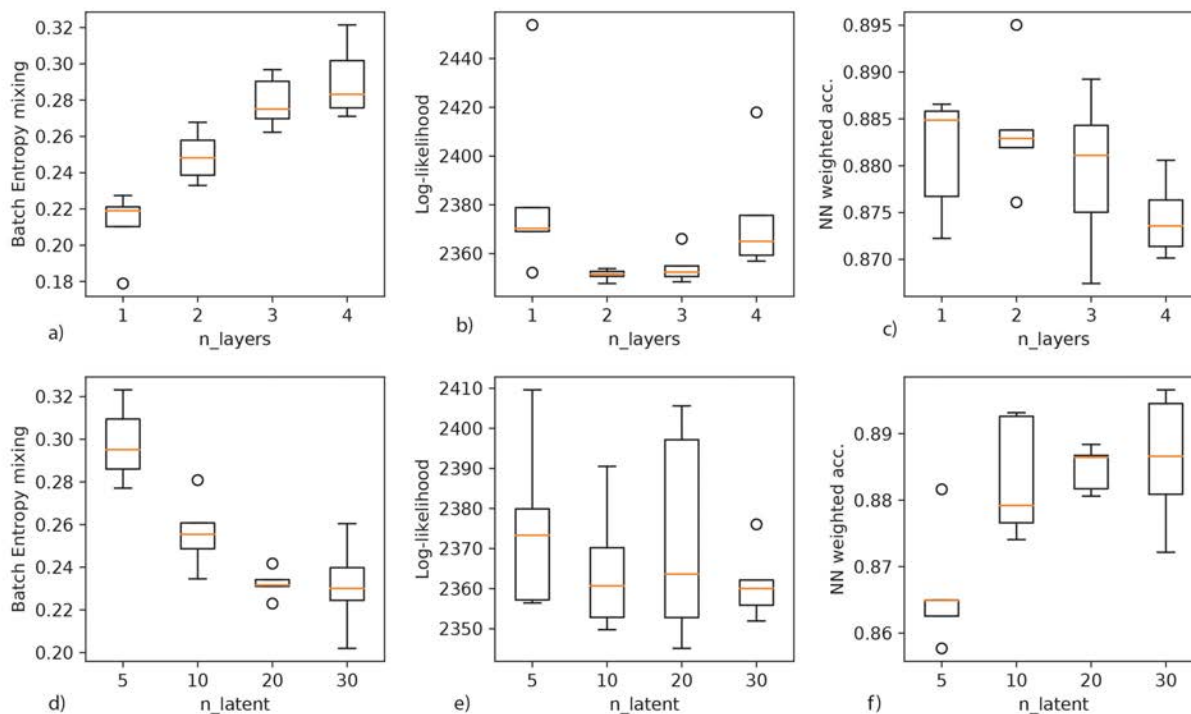 0.32
0.30
0.28
0.26
0.24
0.22
0.20
0.18
Batch Entropy mixing
1 2 3 4
n_layers
a)
2440
2420
2400
2380
2360
Log-likelihood
1 2 3 4
n_layers
b)
0.895
0.890
0.885
0.880
0.875
0.870
NN weighted acc.
1 2 3 4
n_layers
c)
0.32
0.30
0.28
0.26
0.24
0.22
0.20
Batch Entropy mixing
5 10 20 30
n_latent
d)
2410
2400
2390
2380
2370
2360
2350
Log-likelihood
5 10 20 30
n_latent
e)
0.89
0.88
0.87
0.86
NN weighted acc.
5 10 20 30
n_latent
f)